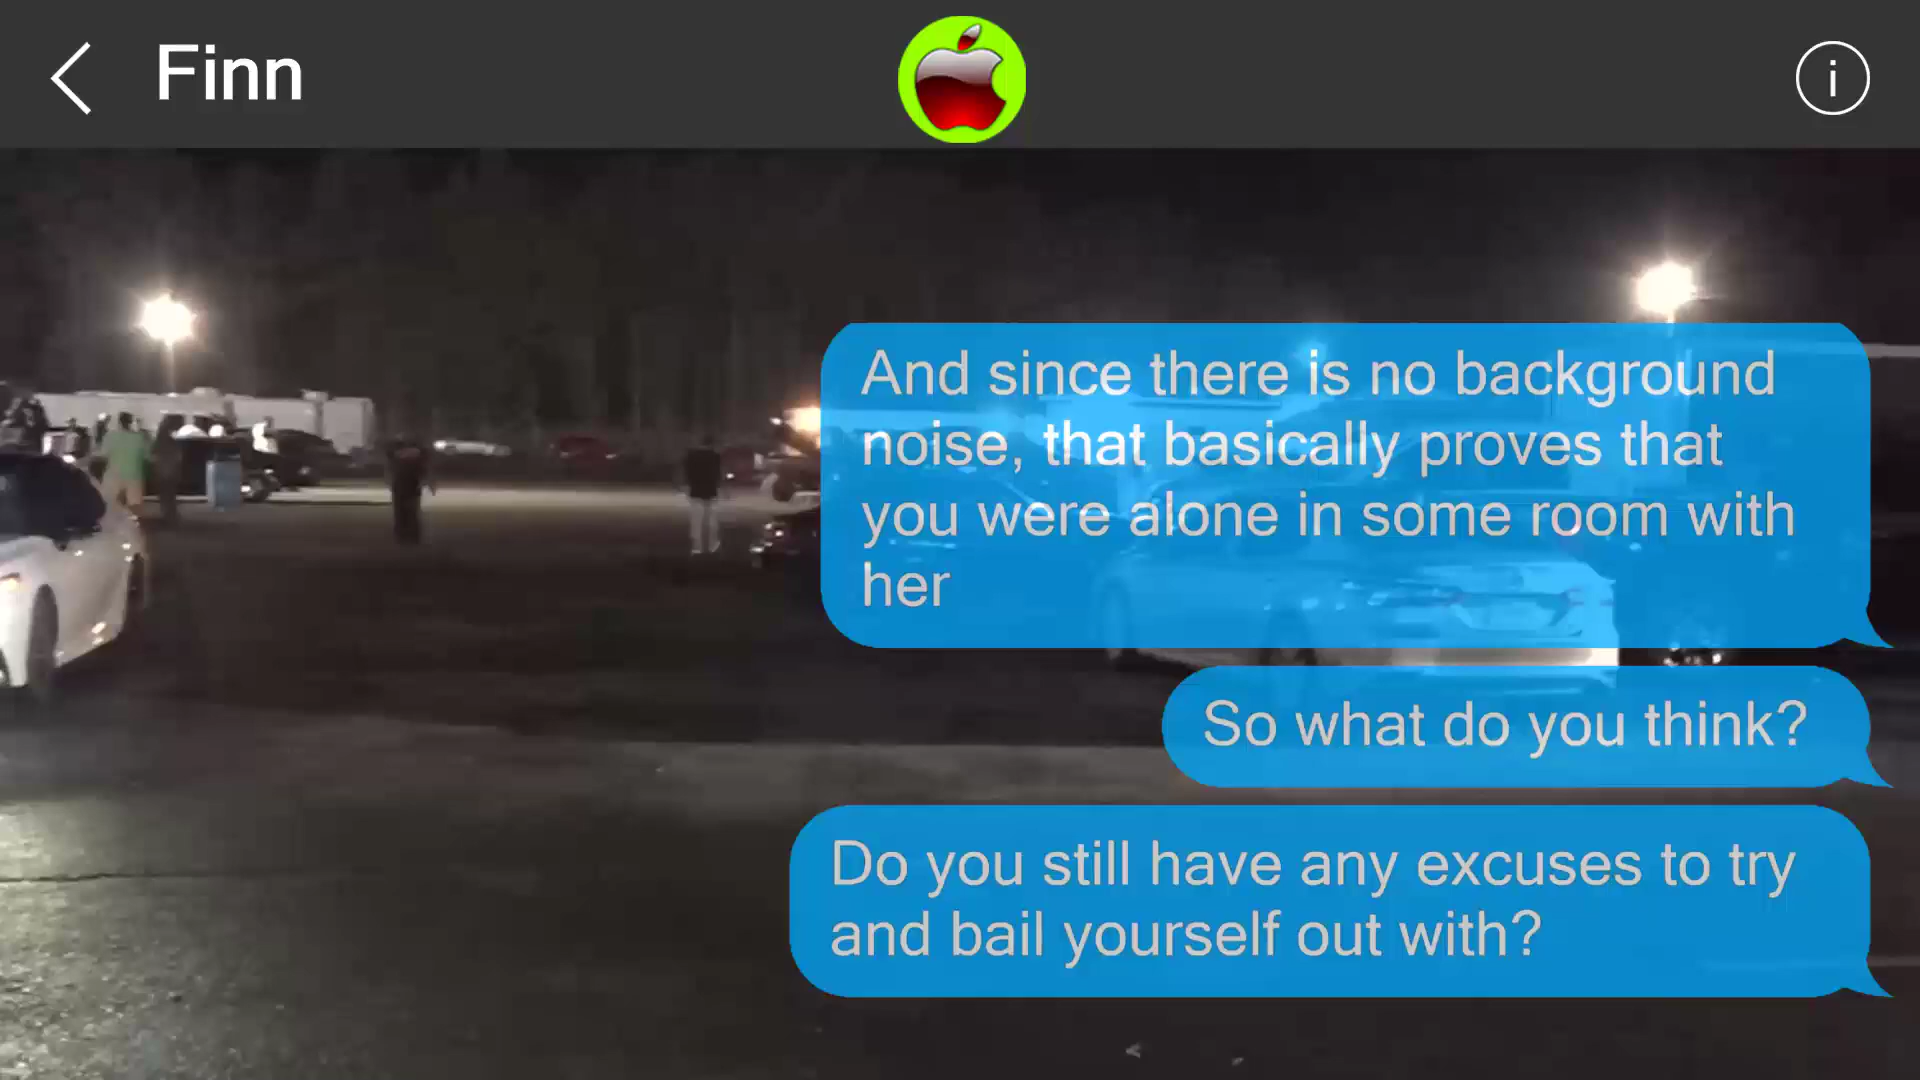 Finn
i
And since there is no background
noise, that basically proves that
you were alone in some room with
her
So what do you think?
Do you still have any excuses to try
and bail yourself out with?